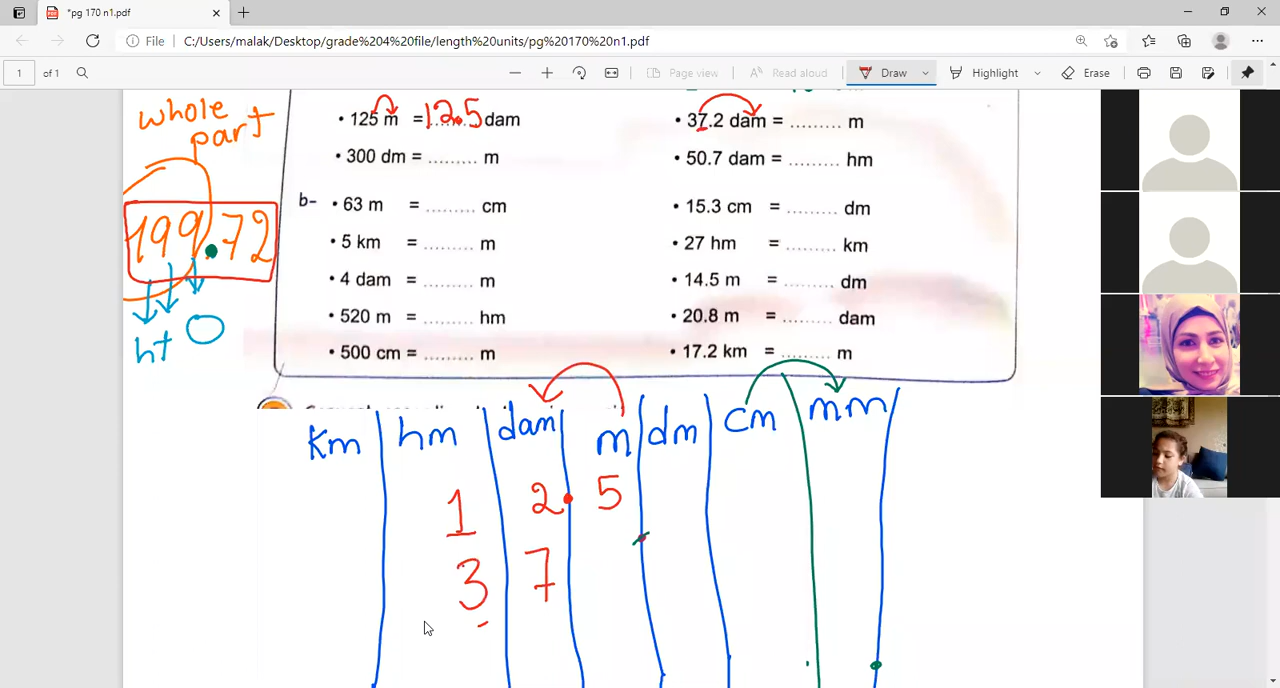 *pg 170 n1.pdf
File C:/Users/malak/Desktop/grade%204%20file/length%20units/pg%20170%20n1.pdf
1 of 1 Page view Read aloud Draw Highlight Erase
whole
part
199.72
ht O
• 125 m = 12.5 dam
• 300 dm = ......... m
b- • 63 m = ......... cm
• 5 km = ......... m
• 4 dam = ......... m
• 520 m = ......... hm
• 500 cm = ......... m
• 37.2 dam = ......... m
• 50.7 dam = ......... hm
• 15.3 cm = ......... dm
• 27 hm = ......... km
• 14.5 m = ......... dm
• 20.8 m = ......... dam
• 17.2 km = ......... m
Km hm dam m dm cm mm
1 2.5
3 7